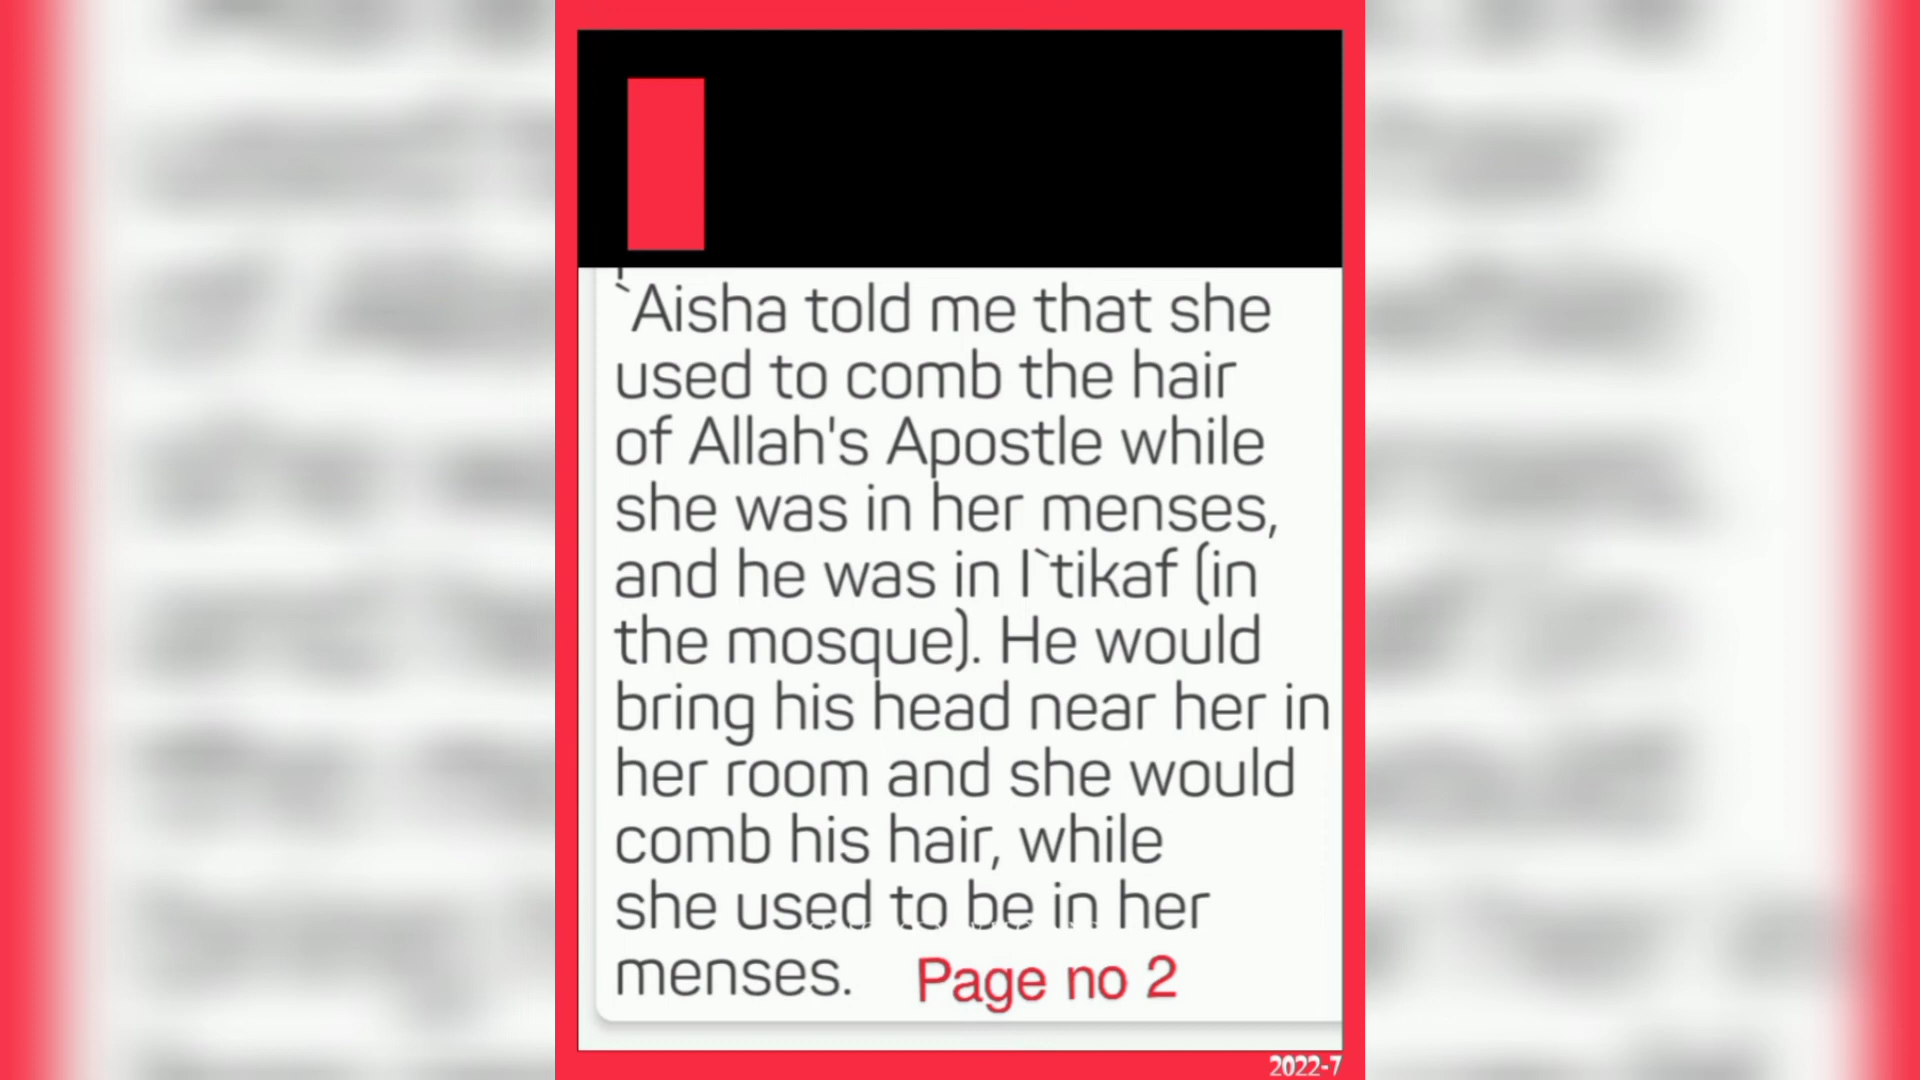 `Aisha told me that she
used to comb the hair
of Allah's Apostle while
she was in her menses,
and he was in I`tikaf (in
the mosque). He would
bring his head near her in
her room and she would
comb his hair, while
she used to be in her
menses.
Page no 2
2022-7